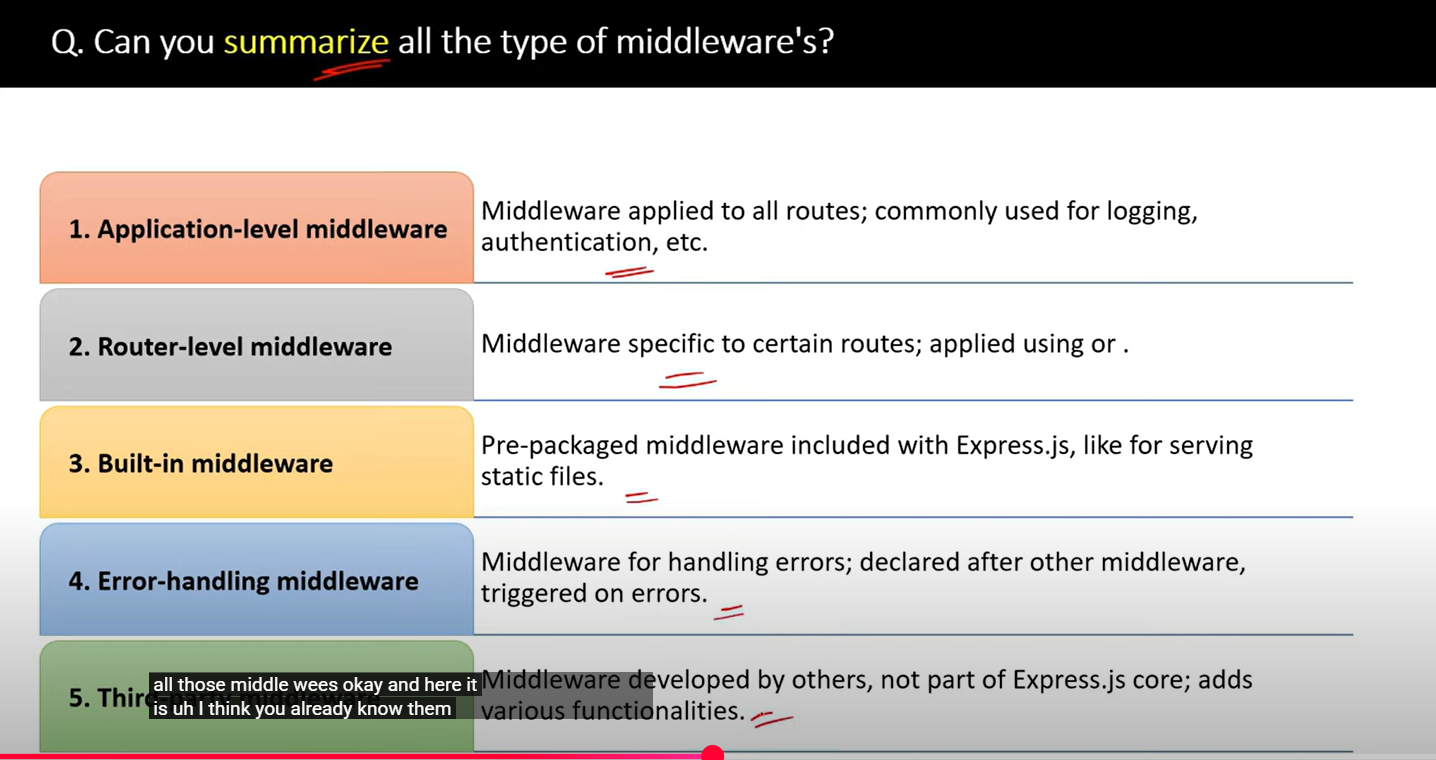 Q. Can you summarize all the type of middleware's?
1. Application-level middleware
Middleware applied to all routes; commonly used for logging,
authentication, etc.
2. Router-level middleware
Middleware specific to certain routes; applied using or .
3. Built-in middleware
Pre-packaged middleware included with Express.js, like for serving
static files.
4. Error-handling middleware
Middleware for handling errors; declared after other middleware,
triggered on errors.
5. Third-party middleware
Middleware developed by others, not part of Express.js core; adds
various functionalities.
all those middle wees okay and here it
is uh I think you already know them